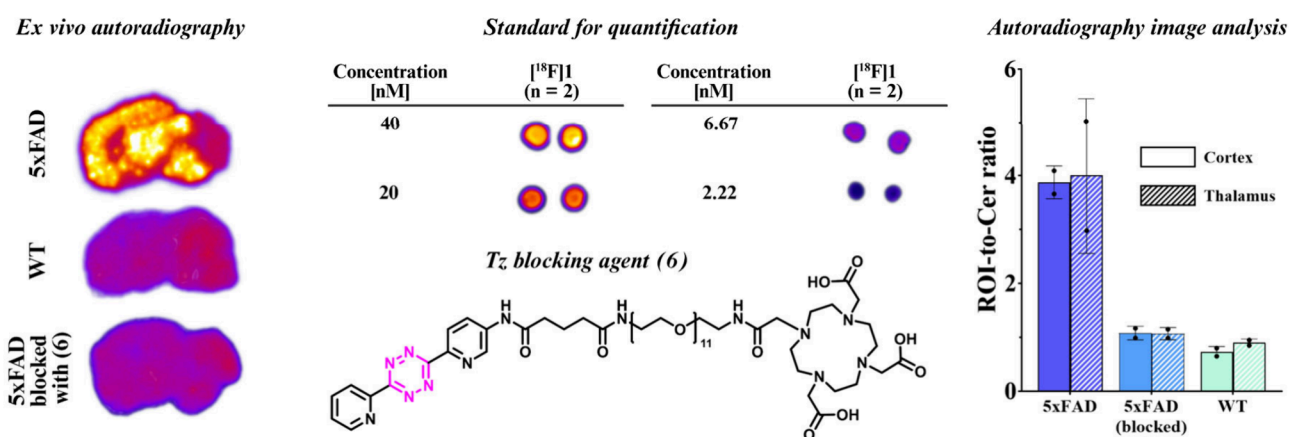 Ex vivo autoradiography
5xFAD
WT
5xFAD
blocked
with (6)
Standard for quantification
Concentration
[nM]
[¹⁸F]1
(n = 2)
Concentration
[nM]
[¹⁸F]1
(n = 2)
40
6.67
20
2.22
Tz blocking agent (6)
N
N
N
N
N
N
H
N
O
O
H
N
O
11
H
N
O
N
N
N
N
O
HO
O
OH
O
OH
Autoradiography image analysis
ROI-to-Cer ratio
6
4
2
0
Cortex
Thalamus
5xFAD
5xFAD
(blocked)
WT